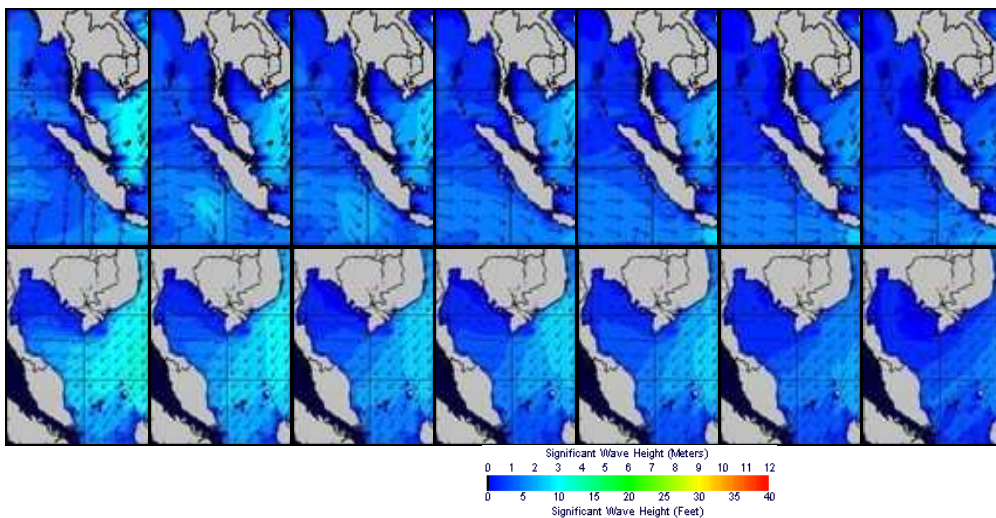 Significant Wave Height (Meters)
0 1 2 3 4 5 6 7 8 9 10 11 12
0 5 10 15 20 25 30 35 40
Significant Wave Height (Feet)